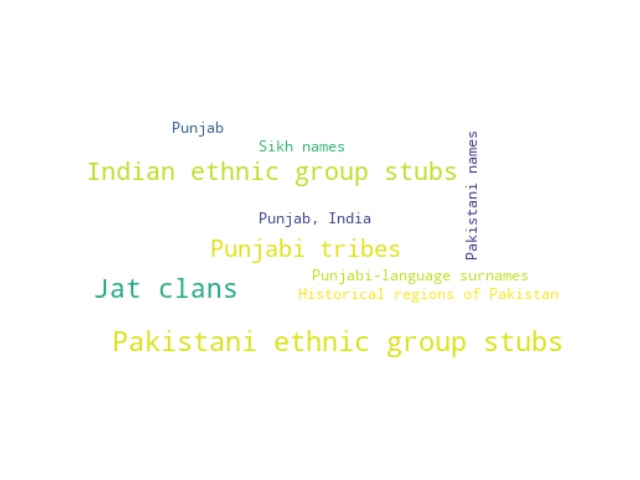 Punjab
Sikh names
Pakistani names
Indian ethnic group stubs
Punjab, India
Punjabi tribes
Punjabi-language surnames
Jat clans
Historical regions of Pakistan
Pakistani ethnic group stubs